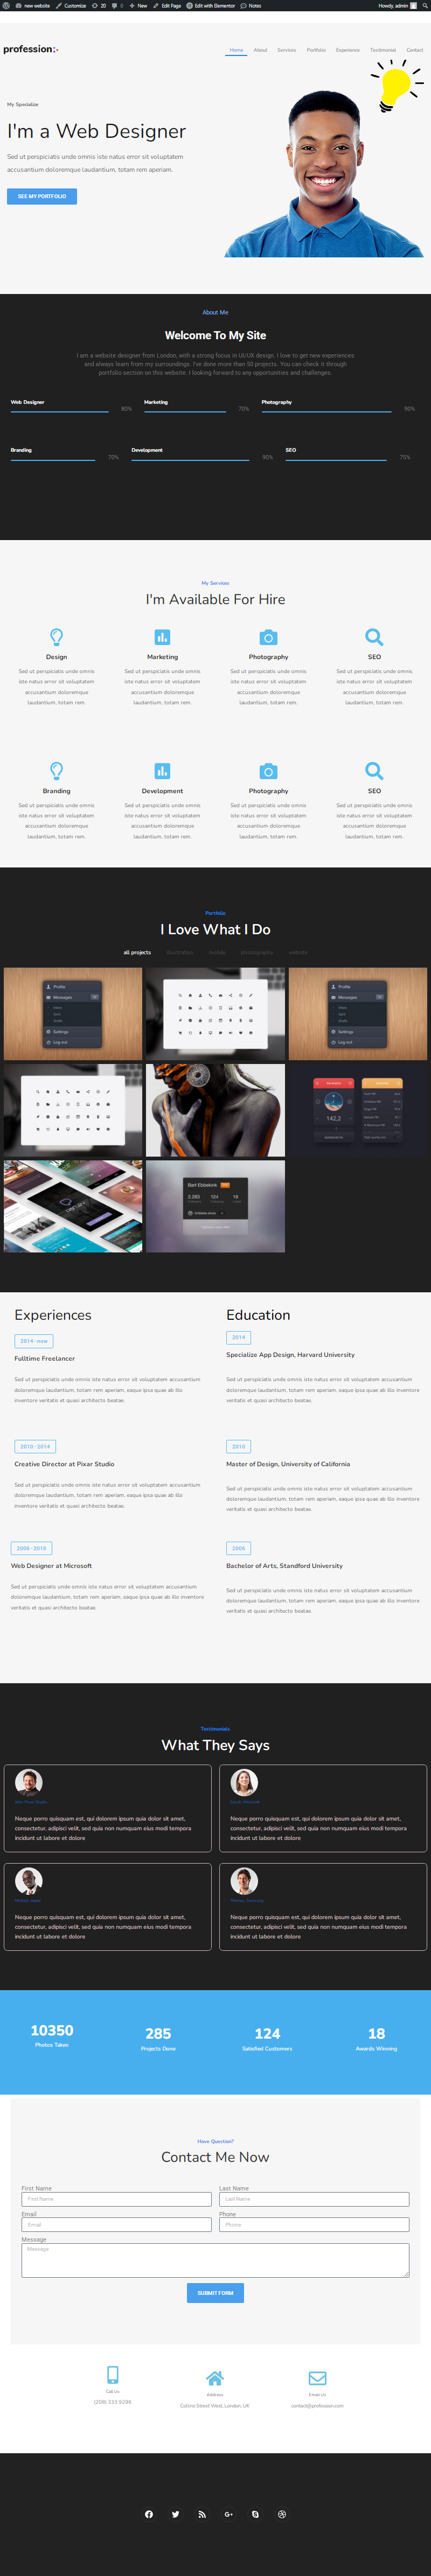 new website
Customize
20
0
New
Edit Page
Edit with Elementor
Notes
Howdy, admin
profession
Home
About
Services
Portfolio
Experience
Testimonial
Contact
My Specialize
I'm a Web Designer
Sed ut perspiciatis unde omnis iste natus error sit voluptatem
accusantium doloremque laudantium, totam rem aperiam.
SEE MY PORTFOLIO
About Me
Welcome To My Site
I am a website designer from London, with a strong focus in UI/UX design. I love to get new experiences
and always learn from my surroundings. I've done more than 50 projects. You can check it through
portfolio section on this website. I looking forward to any opportunities and challenges.
Web Designer
80%
Marketing
70%
Photography
90%
Branding
70%
Development
90%
SEO
75%
My Services
I'm Available For Hire
Design
Sed ut perspiciatis unde omnis
iste natus error sit voluptatem
accusantium doloremque
laudantium, totam rem.
Marketing
Sed ut perspiciatis unde omnis
iste natus error sit voluptatem
accusantium doloremque
laudantium, totam rem.
Photography
Sed ut perspiciatis unde omnis
iste natus error sit voluptatem
accusantium doloremque
laudantium, totam rem.
SEO
Sed ut perspiciatis unde omnis
iste natus error sit voluptatem
accusantium doloremque
laudantium, totam rem.
Branding
Sed ut perspiciatis unde omnis
iste natus error sit voluptatem
accusantium doloremque
laudantium, totam rem.
Development
Sed ut perspiciatis unde omnis
iste natus error sit voluptatem
accusantium doloremque
laudantium, totam rem.
Photography
Sed ut perspiciatis unde omnis
iste natus error sit voluptatem
accusantium doloremque
laudantium, totam rem.
SEO
Sed ut perspiciatis unde omnis
iste natus error sit voluptatem
accusantium doloremque
laudantium, totam rem.
Portfolio
I Love What I Do
all projects
illustration
mobile
photography
website
Profile
Messages
Settings
Log out
Profile
Messages
Settings
Log out
142,2
Bart Ebbekink
2.283
124
18
Experiences
2014 - now
Fulltime Freelancer
Sed ut perspiciatis unde omnis iste natus error sit voluptatem accusantium
doloremque laudantium, totam rem aperiam, eaque ipsa quae ab illo
inventore veritatis et quasi architecto beatae.
Education
2014
Specialize App Design, Harvard University
Sed ut perspiciatis unde omnis iste natus error sit voluptatem accusantium
doloremque laudantium, totam rem aperiam, eaque ipsa quae ab illo inventore
veritatis et quasi architecto beatae.
2010 - 2014
Creative Director at Pixar Studio
Sed ut perspiciatis unde omnis iste natus error sit voluptatem accusantium
doloremque laudantium, totam rem aperiam, eaque ipsa quae ab illo
inventore veritatis et quasi architecto beatae.
2010
Master of Design, University of California
Sed ut perspiciatis unde omnis iste natus error sit voluptatem accusantium
doloremque laudantium, totam rem aperiam, eaque ipsa quae ab illo inventore
veritatis et quasi architecto beatae.
2006 - 2010
Web Designer at Microsoft
Sed ut perspiciatis unde omnis iste natus error sit voluptatem accusantium
doloremque laudantium, totam rem aperiam, eaque ipsa quae ab illo inventore
veritatis et quasi architecto beatae.
2006
Bachelor of Arts, Standford University
Sed ut perspiciatis unde omnis iste natus error sit voluptatem accusantium
doloremque laudantium, totam rem aperiam, eaque ipsa quae ab illo inventore
veritatis et quasi architecto beatae.
Testimonials
What They Says
Neque porro quisquam est, qui dolorem ipsum quia dolor sit amet,
consectetur, adipisci velit, sed quia non numquam eius modi tempora
incidunt ut labore et dolore
Neque porro quisquam est, qui dolorem ipsum quia dolor sit amet,
consectetur, adipisci velit, sed quia non numquam eius modi tempora
incidunt ut labore et dolore
Neque porro quisquam est, qui dolorem ipsum quia dolor sit amet,
consectetur, adipisci velit, sed quia non numquam eius modi tempora
incidunt ut labore et dolore
Neque porro quisquam est, qui dolorem ipsum quia dolor sit amet,
consectetur, adipisci velit, sed quia non numquam eius modi tempora
incidunt ut labore et dolore
10350
Photos Taken
285
Projects Done
124
Satisfied Customers
18
Awards Winning
Have Question?
Contact Me Now
First Name
Last Name
First Name
Last Name
Email
Phone
Email
Phone
Message
Message
SUBMIT FORM
Call Us
(208) 333 9296
Address
Collins Street West, London, UK
Email Us
contact@profession.com